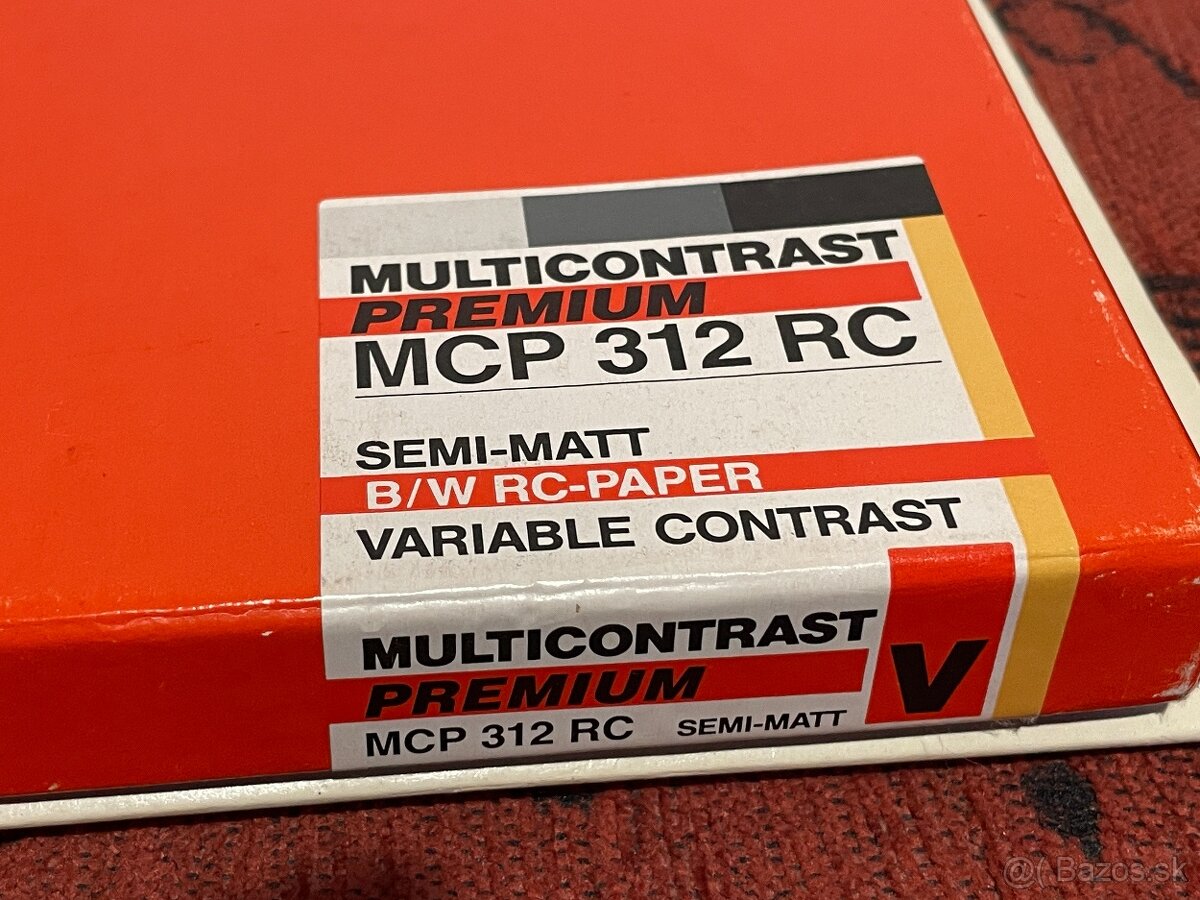 MULTICONTRAST
PREMIUM
MCP 312 RC
SEMI-MATT
B/W RC-PAPER
VARIABLE CONTRAST
MULTICONTRAST
PREMIUM
V
MCP 312 RC SEMI-MATT
@( Bazos.sk